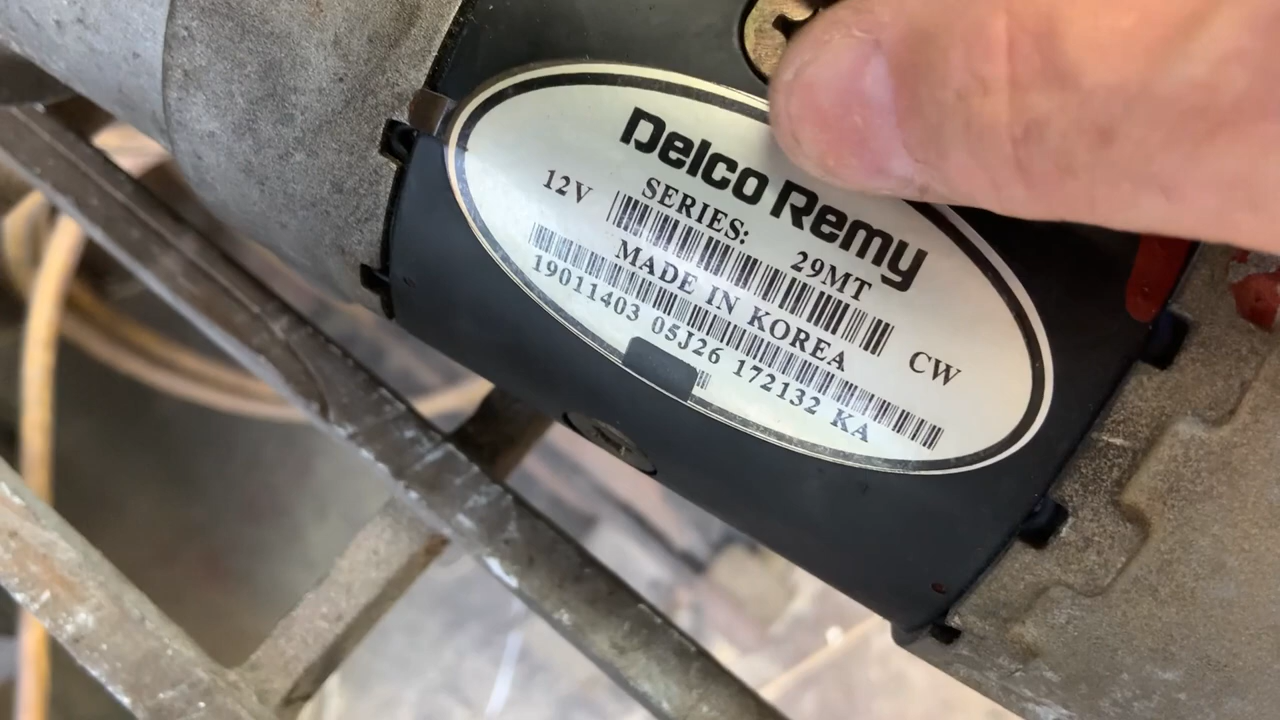 Delco Remy
12V SERIES: 29MT
MADE IN KOREA CW
19011403 05J26 172132 KA